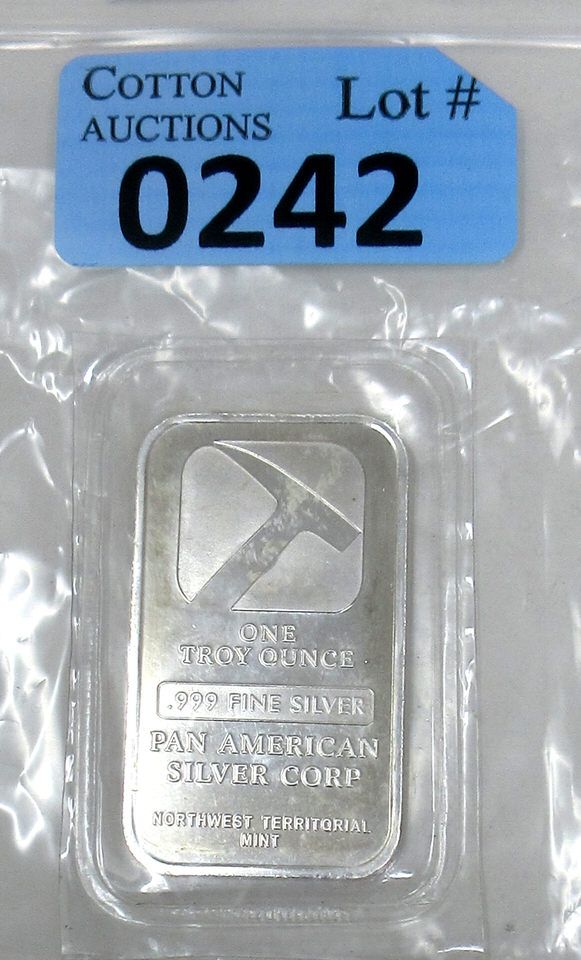 COTTON
AUCTIONS
Lot #
0242
ONE
TROY OUNCE
.999 FINE SILVER
PAN AMERICAN
SILVER CORP
NORTHWEST TERRITORIAL
MINT